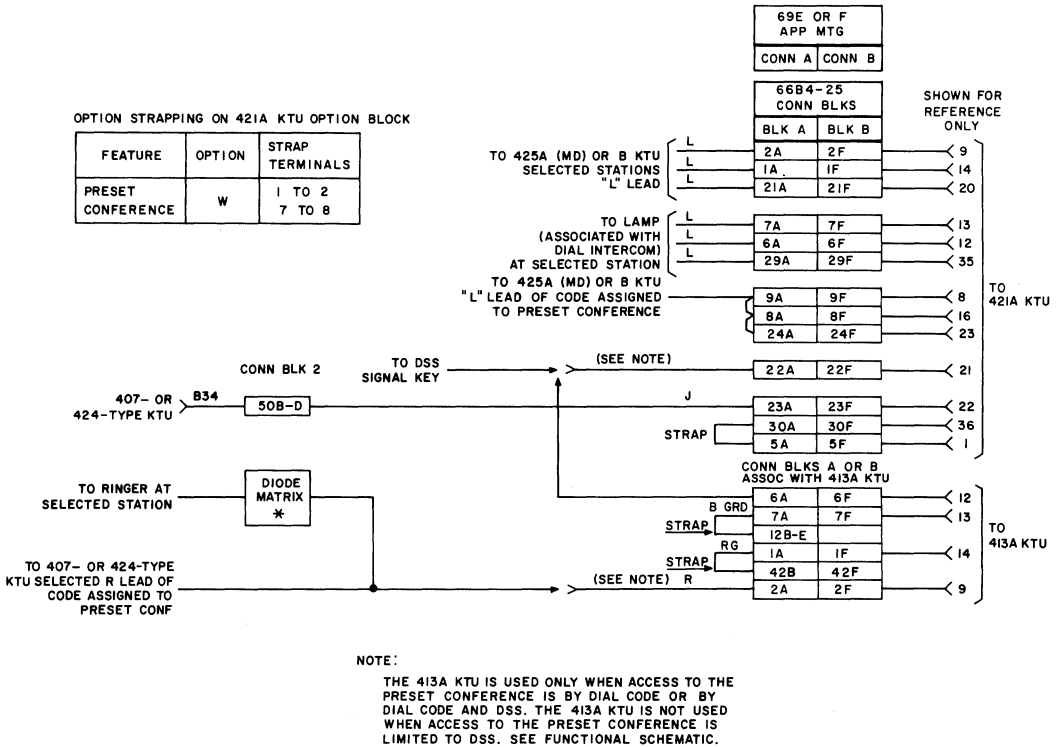 69E OR F
APP MTG
CONN A CONN B
66B4-25
CONN BLKS
BLK A BLK B
SHOWN FOR
REFERENCE
ONLY
OPTION STRAPPING ON 421A KTU OPTION BLOCK
FEATURE OPTION STRAP
TERMINALS
PRESET
CONFERENCE W 1 TO 2
7 TO 8
TO 425A (MD) OR B KTU
SELECTED STATIONS
"L" LEAD
L 2A 2F 9
L 1A 1F 14
L 21A 21F 20
TO LAMP
(ASSOCIATED WITH
DIAL INTERCOM)
AT SELECTED STATION
L 7A 7F 13
L 6A 6F 12
L 29A 29F 35
TO 425A (MD) OR B KTU
"L" LEAD OF CODE ASSIGNED
TO PRESET CONFERENCE
9A 9F 8
8A 8F 16
24A 24F 23
TO
421A KTU
TO DSS
SIGNAL KEY
(SEE NOTE)
22A 22F 21
CONN BLK 2
407- OR
424-TYPE KTU
B34
50B-D
J
23A 23F 22
30A 30F 36
STRAP
5A 5F 1
CONN BLKS A OR B
ASSOC WITH 413A KTU
6A 6F 12
B GRD
7A 7F 13
STRAP
12B-E
RG
1A 1F 14
STRAP
42B 42F
(SEE NOTE) R
2A 2F 9
TO
413A KTU
TO RINGER AT
SELECTED STATION
DIODE
MATRIX
*
TO 407- OR 424-TYPE
KTU SELECTED R LEAD OF
CODE ASSIGNED TO
PRESET CONF
NOTE:
THE 413A KTU IS USED ONLY WHEN ACCESS TO THE
PRESET CONFERENCE IS BY DIAL CODE OR BY
DIAL CODE AND DSS. THE 413A KTU IS NOT USED
WHEN ACCESS TO THE PRESET CONFERENCE IS
LIMITED TO DSS. SEE FUNCTIONAL SCHEMATIC.